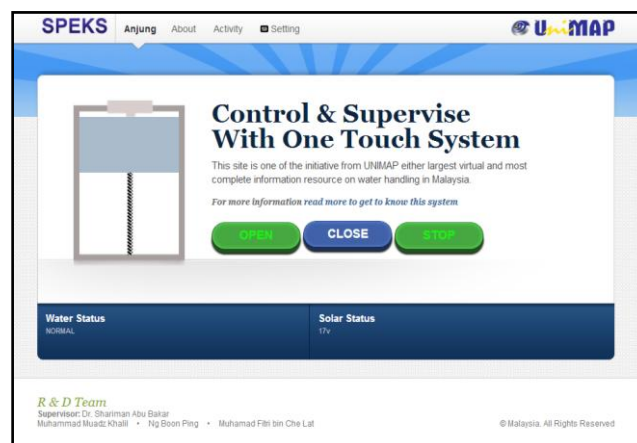 SPEKS Anjung About Activity Setting UniMAP
Control & Supervise
With One Touch System
This site is one of the initiative from UNIMAP either largest virtual and most
complete information resource on water handling in Malaysia.
For more information read more to get to know this system
OPEN CLOSE STOP
Water Status Solar Status
NORMAL 17v
R & D Team
Supervisor: Dr. Shariman Abu Bakar
Muhammad Muadz Khalil • Ng Boon Ping • Muhamad Fitri bin Che Lat © Malaysia. All Rights Reserved